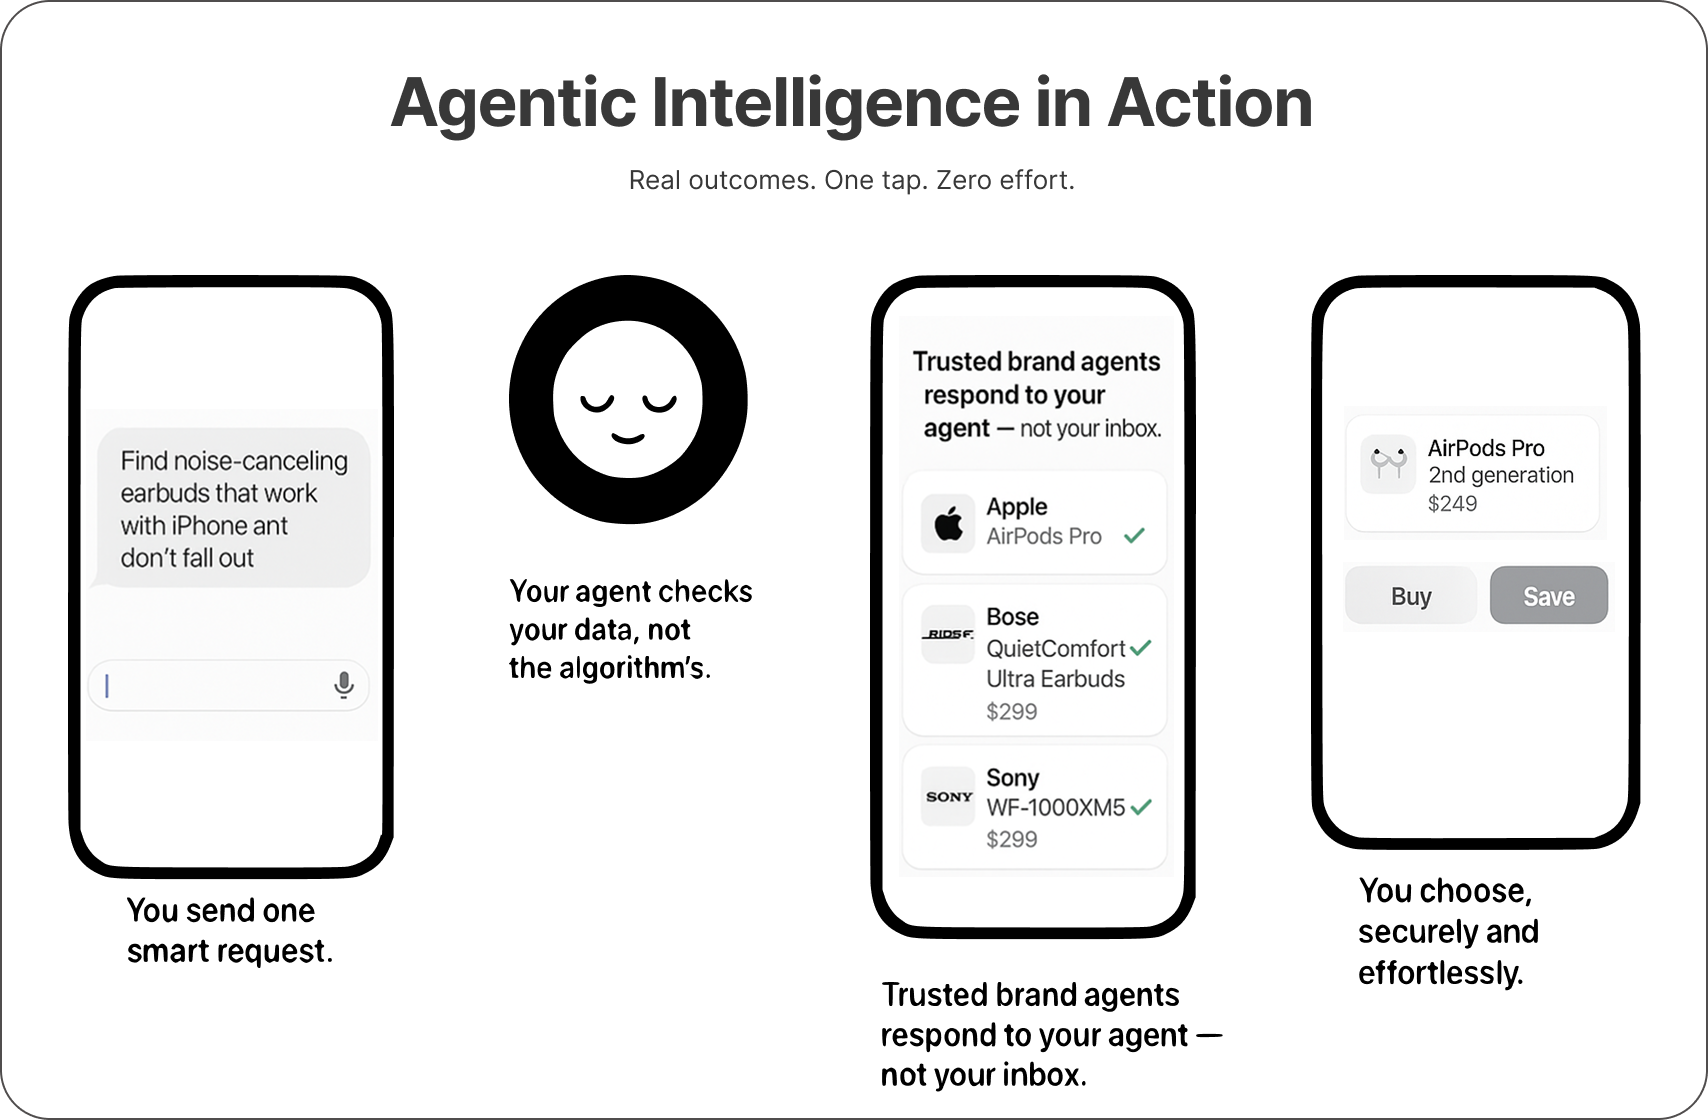 Agentic Intelligence in Action
Real outcomes. One tap. Zero effort.
Find noise-canceling
earbuds that work
with iPhone ant
don't fall out
You send one
smart request.
Your agent checks
your data, not
the algorithm's.
Trusted brand agents
respond to your
agent — not your inbox.
Apple
AirPods Pro
Bose
QuietComfort
Ultra Earbuds
$299
SONY
Sony
WF-1000XM5
$299
Trusted brand agents
respond to your agent —
not your inbox.
AirPods Pro
2nd generation
$249
Buy
Save
You choose,
securely and
effortlessly.